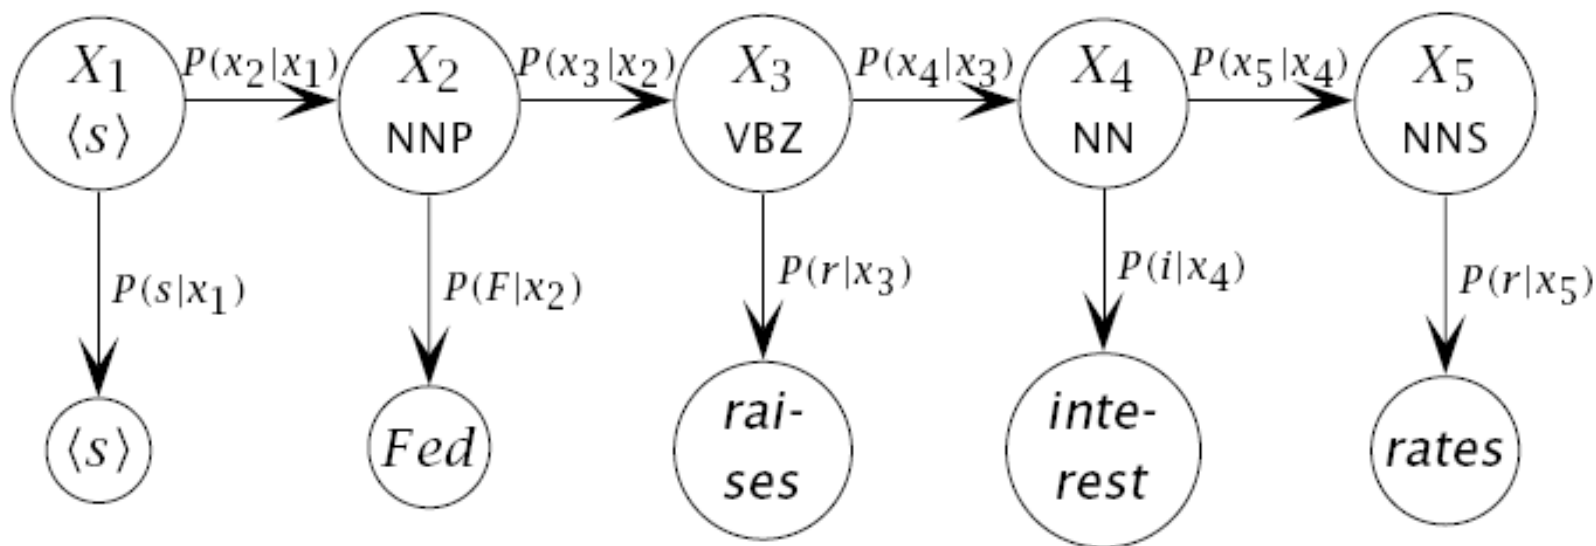 X1 P(x2|x1) X2 P(x3|x2) X3 P(x4|x3) X4 P(x5|x4) X5
⟨s⟩ NNP VBZ NN NNS
P(s|x1) P(F|x2) P(r|x3) P(i|x4) P(r|x5)
⟨s⟩ Fed rai- inte- rates
ses rest